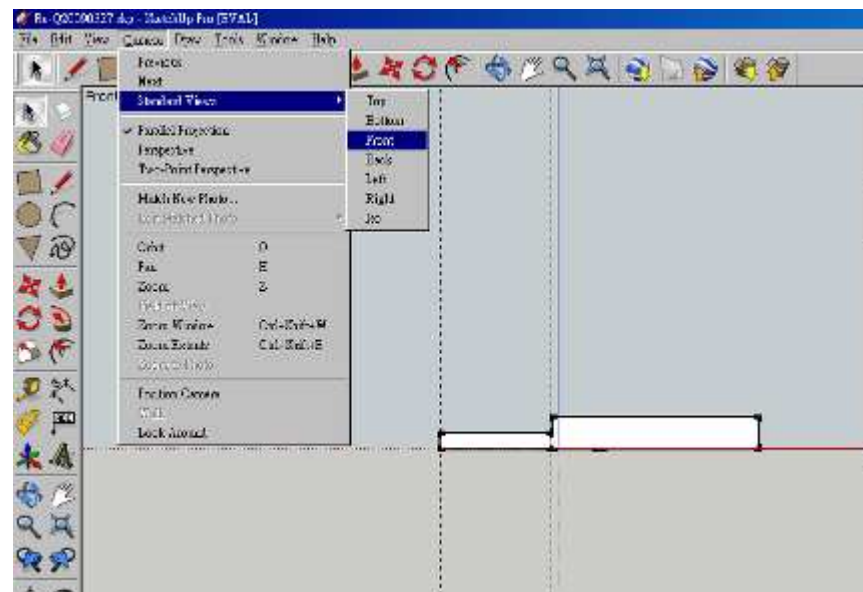 SketchUp Pro [EVAL]
File Edit View Camera Draw Tools Window Help
Front
Previous
Next
Standard Views
Parallel Projection
Perspective
Two-Point Perspective
Match New Photo...
Orbit O
Pan H
Zoom Z
Zoom Window
Zoom Extents
Position Camera
Walk
Look Around
Top
Bottom
Front
Back
Left
Right
Iso